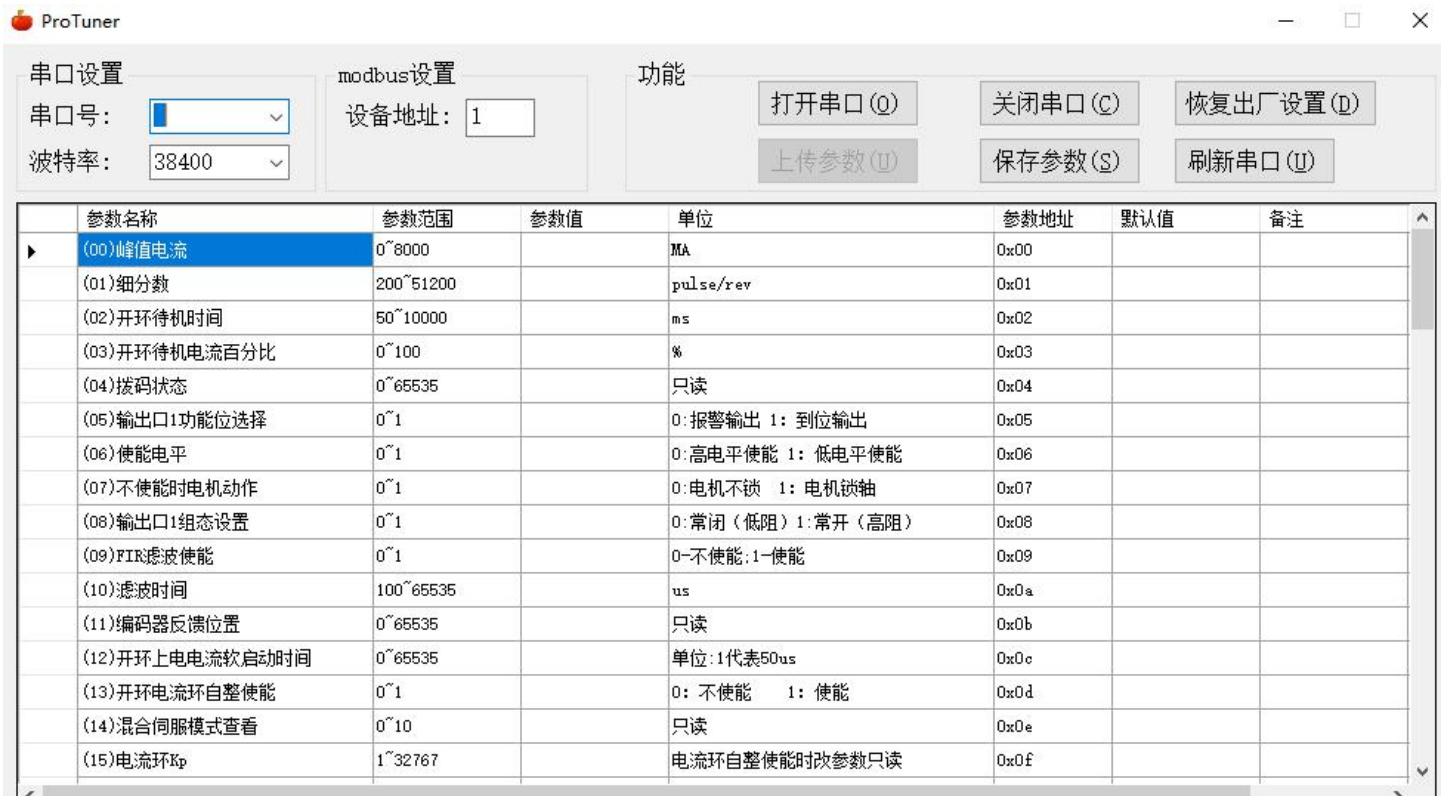 ProTuner
串口设置 modbus设置 功能
串口号: 设备地址: 1 打开串口(O) 关闭串口(C) 恢复出厂设置(D)
波特率: 38400 上传参数(U) 保存参数(S) 刷新串口(U)
参数名称 参数范围 参数值 单位 参数地址 默认值 备注
(00)峰值电流 0~8000 MA 0x00
(01)细分数 200~51200 pulse/rev 0x01
(02)开环待机时间 50~10000 ms 0x02
(03)开环待机电流百分比 0~100 % 0x03
(04)拨码状态 0~65535 只读 0x04
(05)输出口1功能位选择 0~1 0:报警输出 1: 到位输出 0x05
(06)使能电平 0~1 0:高电平使能 1: 低电平使能 0x06
(07)不使能时电机动作 0~1 0:电机不锁 1: 电机锁轴 0x07
(08)输出口1组态设置 0~1 0:常闭（低阻）1:常开（高阻） 0x08
(09)FIR滤波使能 0~1 0-不使能;1-使能 0x09
(10)滤波时间 100~65535 us 0x0a
(11)编码器反馈位置 0~65535 只读 0x0b
(12)开环上电电流软启动时间 0~65535 单位:1代表50us 0x0c
(13)开环电流环自整使能 0~1 0: 不使能 1: 使能 0x0d
(14)混合伺服模式查看 0~10 只读 0x0e
(15)电流环Kp 1~32767 电流环自整使能时改参数只读 0x0f